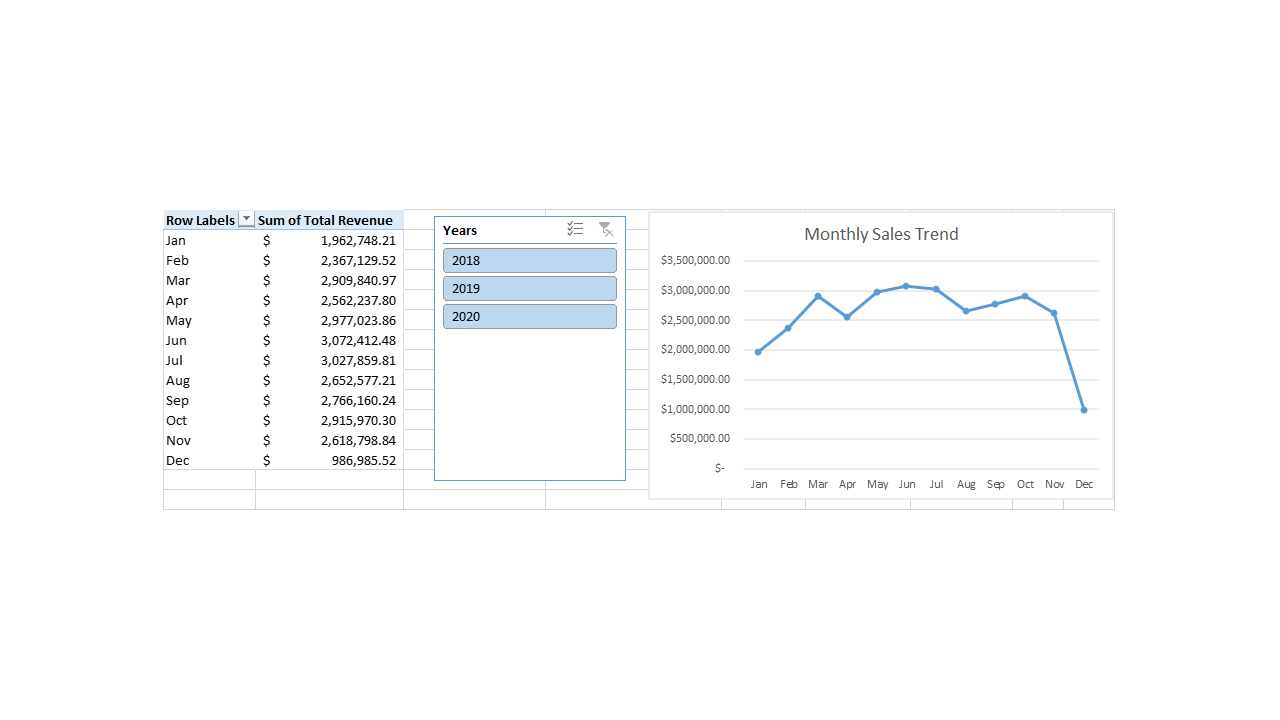 Row Labels Sum of Total Revenue
Jan $ 1,962,748.21
Feb $ 2,367,129.52
Mar $ 2,909,840.97
Apr $ 2,562,237.80
May $ 2,977,023.86
Jun $ 3,072,412.48
Jul $ 3,027,859.81
Aug $ 2,652,577.21
Sep $ 2,766,160.24
Oct $ 2,915,970.30
Nov $ 2,618,798.84
Dec $ 986,985.52
Years
2018
2019
2020
Monthly Sales Trend
$3,500,000.00
$3,000,000.00
$2,500,000.00
$2,000,000.00
$1,500,000.00
$1,000,000.00
$500,000.00
$-
Jan Feb Mar Apr May Jun Jul Aug Sep Oct Nov Dec